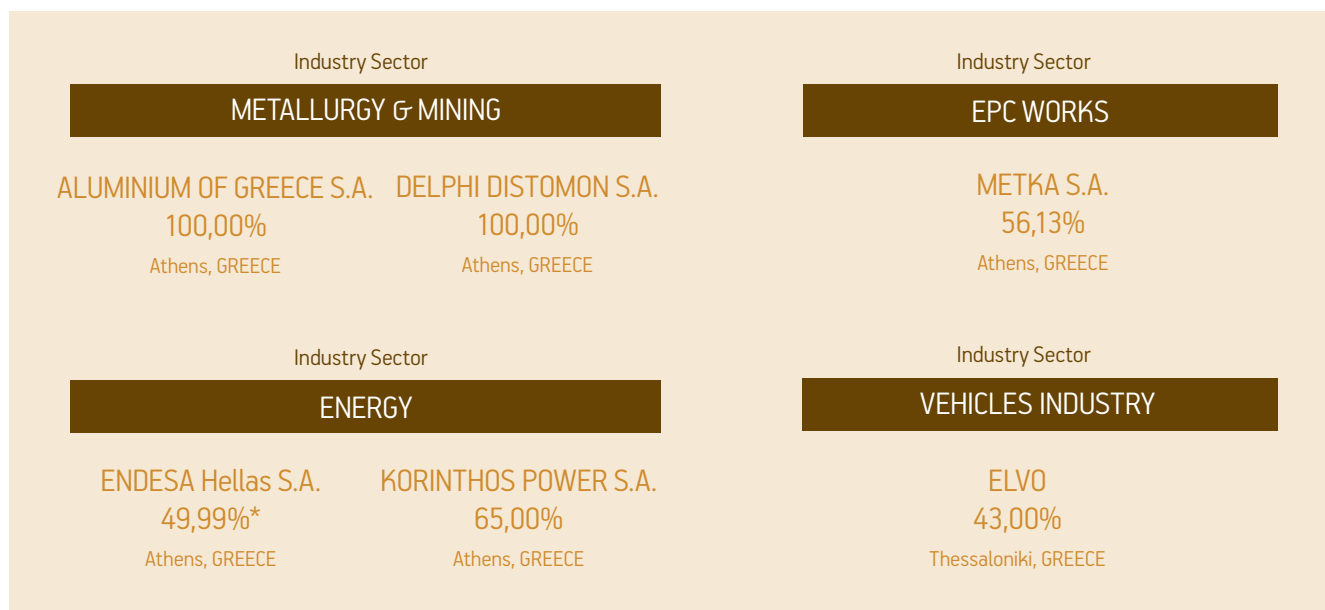 Industry Sector
METALLURGY & MINING
ALUMINIUM OF GREECE S.A.
100,00%
Athens, GREECE
DELPHI DISTOMON S.A.
100,00%
Athens, GREECE
Industry Sector
EPC WORKS
METKA S.A.
56,13%
Athens, GREECE
Industry Sector
ENERGY
ENDESA Hellas S.A.
49,99%*
Athens, GREECE
KORINTHOS POWER S.A.
65,00%
Athens, GREECE
Industry Sector
VEHICLES INDUSTRY
ELVO
43,00%
Thessaloniki, GREECE